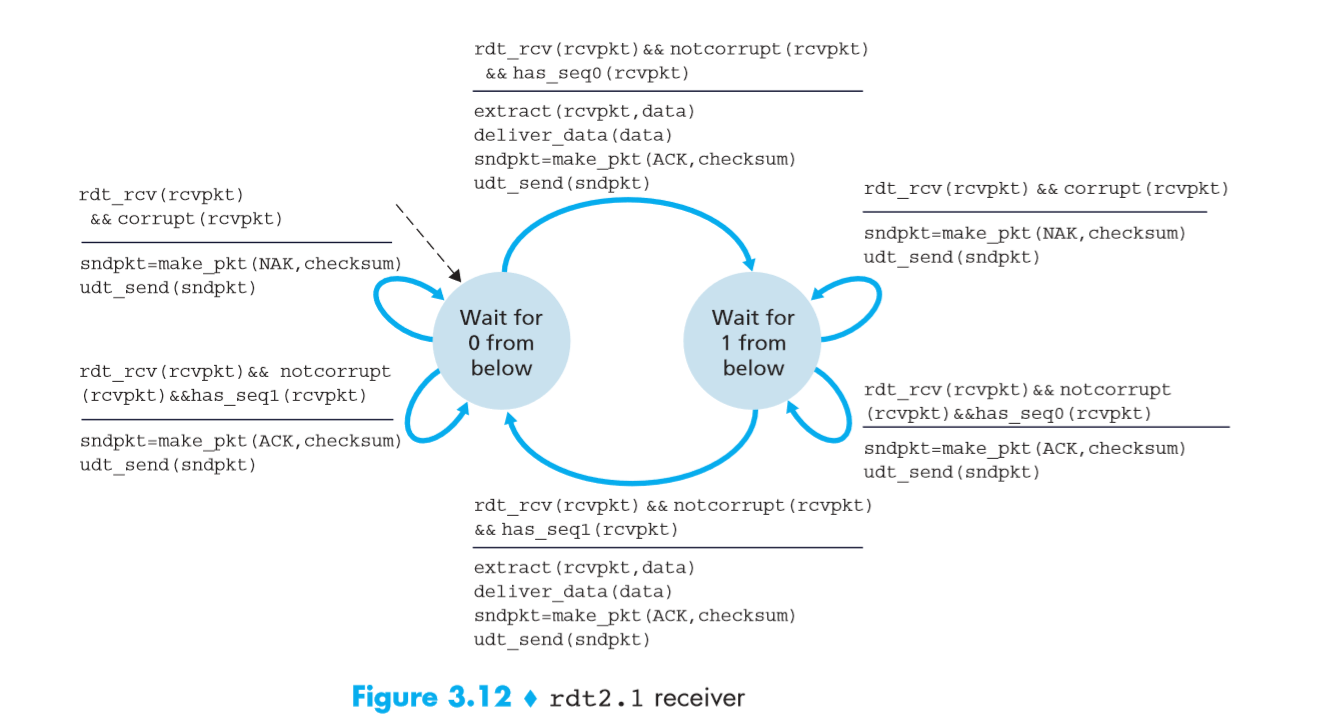 rdt_rcv(rcvpkt)&& notcorrupt(rcvpkt)
&& has_seq0(rcvpkt)
extract(rcvpkt,data)
deliver_data(data)
sndpkt=make_pkt(ACK,checksum)
udt_send(sndpkt)
rdt_rcv(rcvpkt)
&& corrupt(rcvpkt)
sndpkt=make_pkt(NAK,checksum)
udt_send(sndpkt)
rdt_rcv(rcvpkt) && corrupt(rcvpkt)
sndpkt=make_pkt(NAK,checksum)
udt_send(sndpkt)
Wait for
0 from
below
Wait for
1 from
below
rdt_rcv(rcvpkt)&& notcorrupt
(rcvpkt)&&has_seq1(rcvpkt)
sndpkt=make_pkt(ACK,checksum)
udt_send(sndpkt)
rdt_rcv(rcvpkt)&& notcorrupt
(rcvpkt)&&has_seq0(rcvpkt)
sndpkt=make_pkt(ACK,checksum)
udt_send(sndpkt)
rdt_rcv(rcvpkt) && notcorrupt(rcvpkt)
&& has_seq1(rcvpkt)
extract(rcvpkt,data)
deliver_data(data)
sndpkt=make_pkt(ACK,checksum)
udt_send(sndpkt)
Figure 3.12 ♦ rdt2.1 receiver